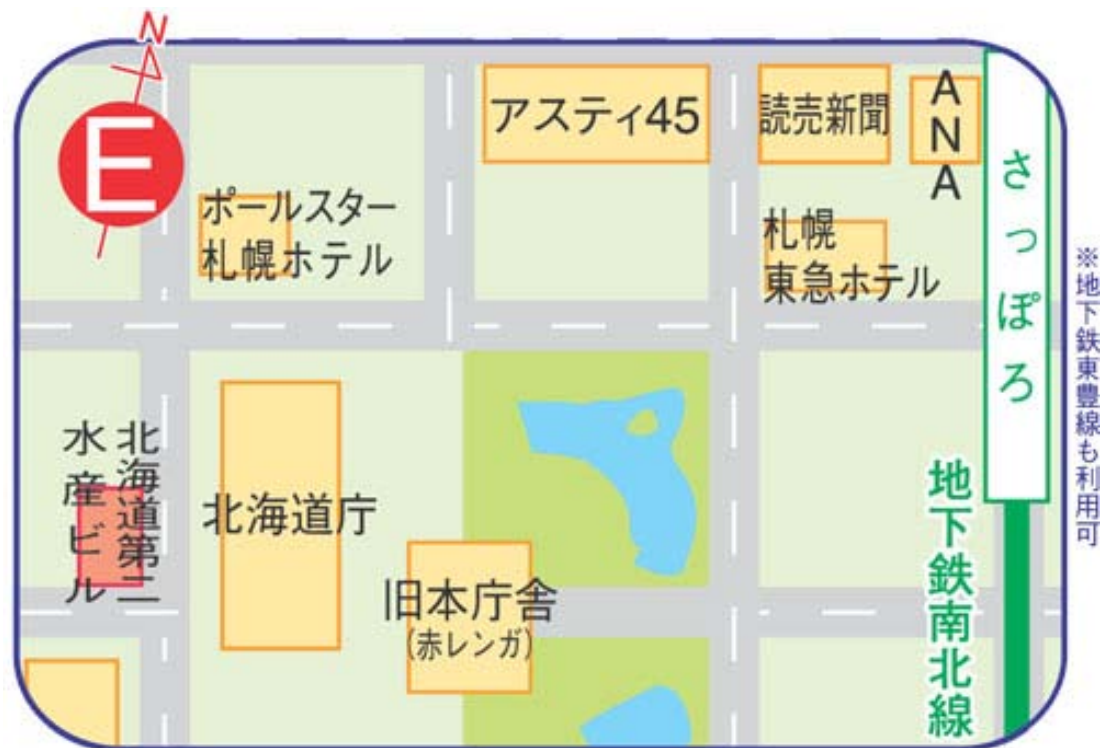 N
E
アスティ45
読売新聞
ANA
さっぽろ
ポールスター
札幌ホテル
札幌
東急ホテル
※地下鉄東豊線も利用可
北海道第二
水産ビル
北海道庁
旧本庁舎
(赤レンガ)
地下鉄南北線